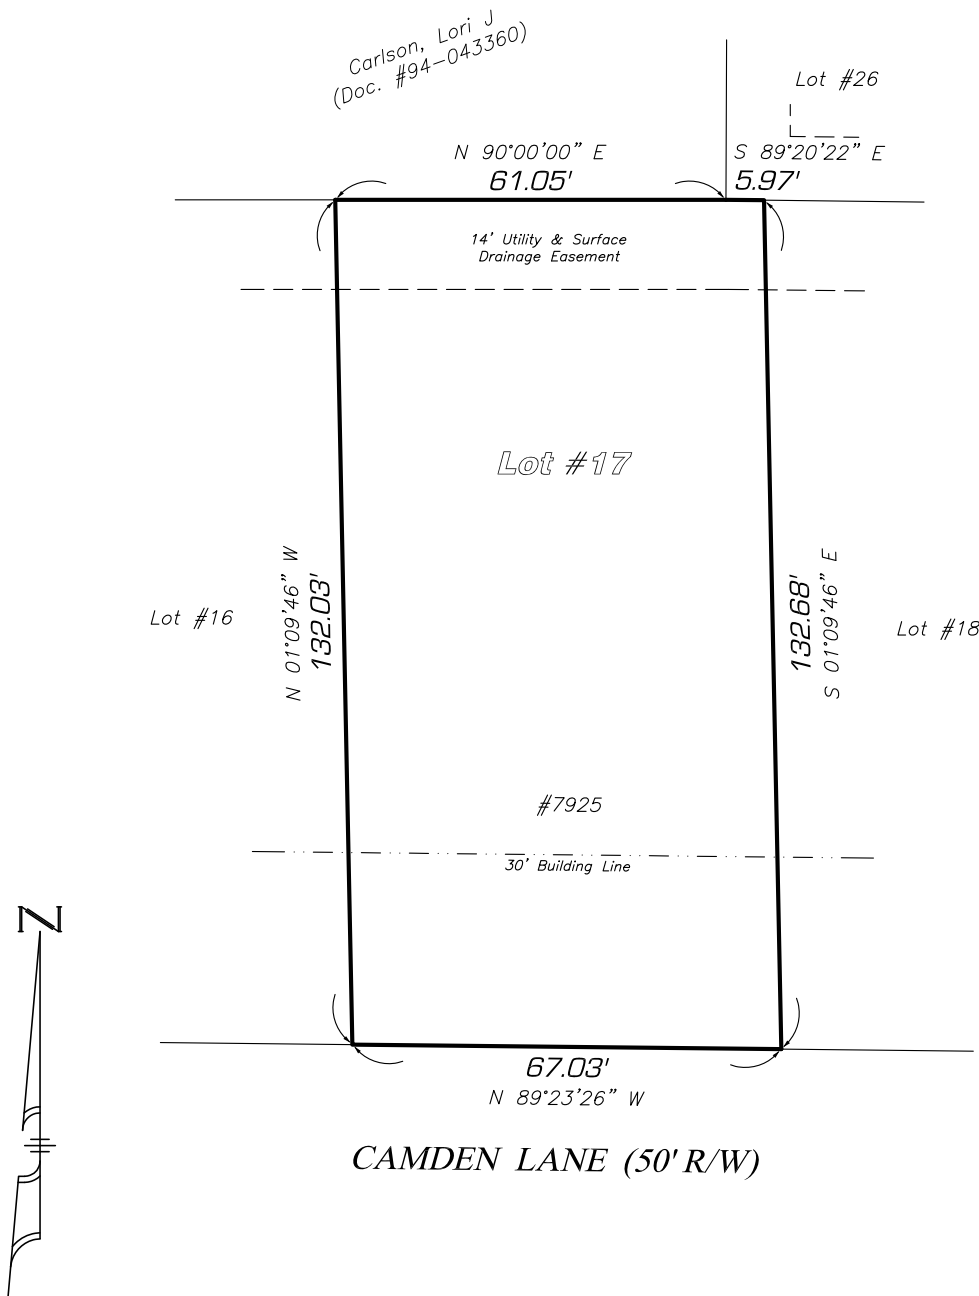 Carlson, Lori J
(Doc. #94-043360)
Lot #26
N 90°00'00" E
61.05'
S 89°20'22" E
5.97'
14' Utility & Surface
Drainage Easement
Lot #17
N 01°09'46" W
132.03'
Lot #16
132.68'
S 01°09'46" E
Lot #18
#7925
30' Building Line
N
67.03'
N 89°23'26" W
CAMDEN LANE (50' R/W)